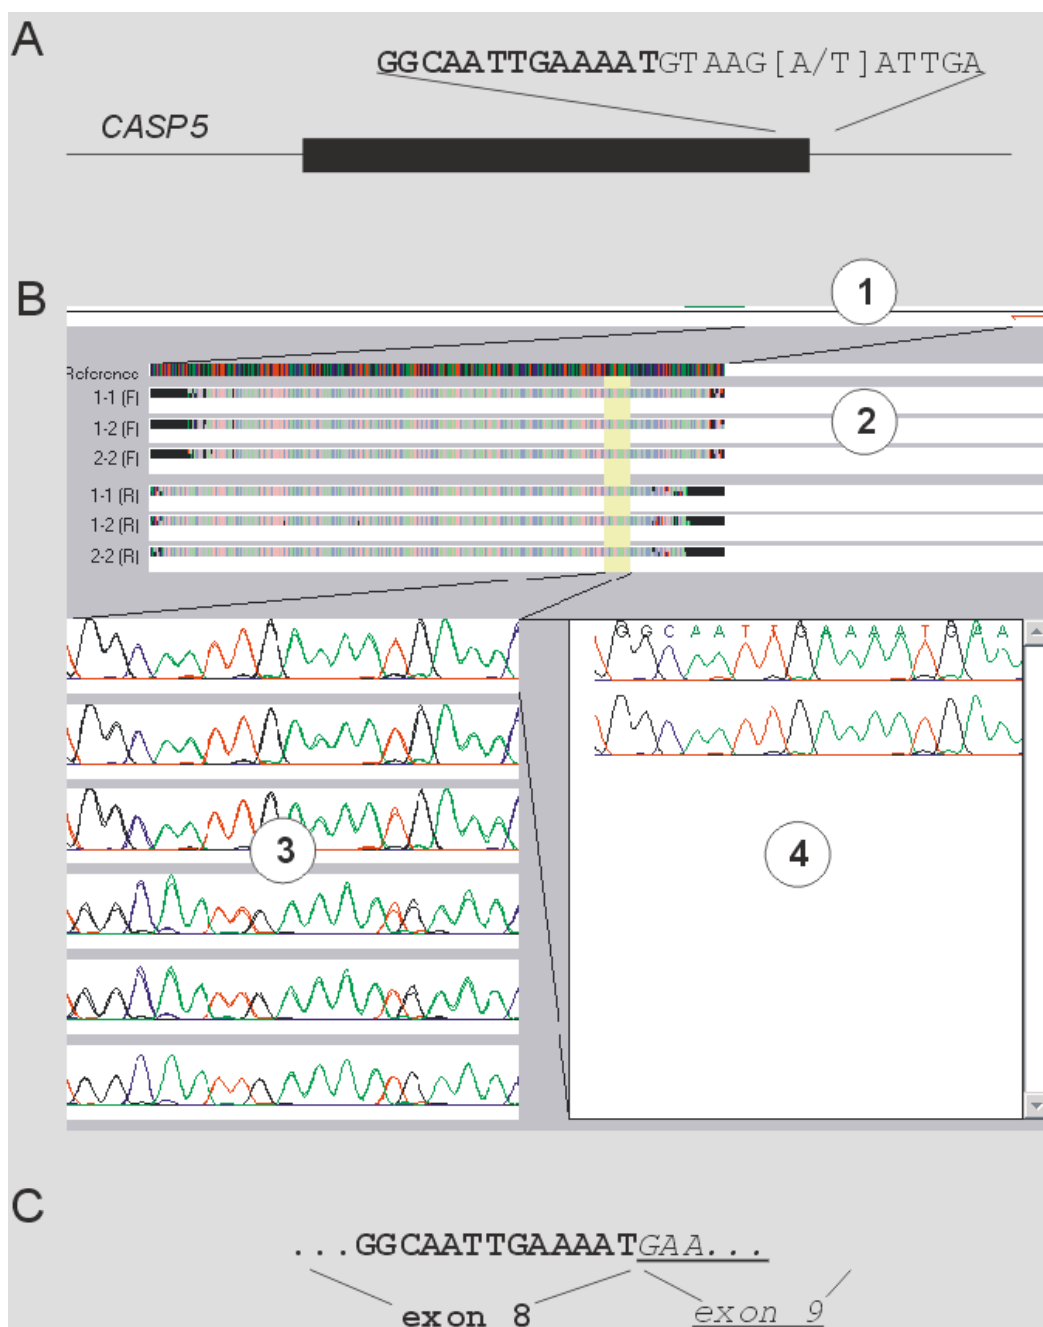 A
GGCAATTGAAAATGTAAG[A/T]ATTGA
CASP5
B
1
Reference
1-1 (F)
1-2 (F)
2
2-2 (F)
1-1 (R)
1-2 (R)
2-2 (R)
GGCAATTGAAAATGAA
3
4
C
...GGCAATTGAAAATGAA...
exon 8
exon 9